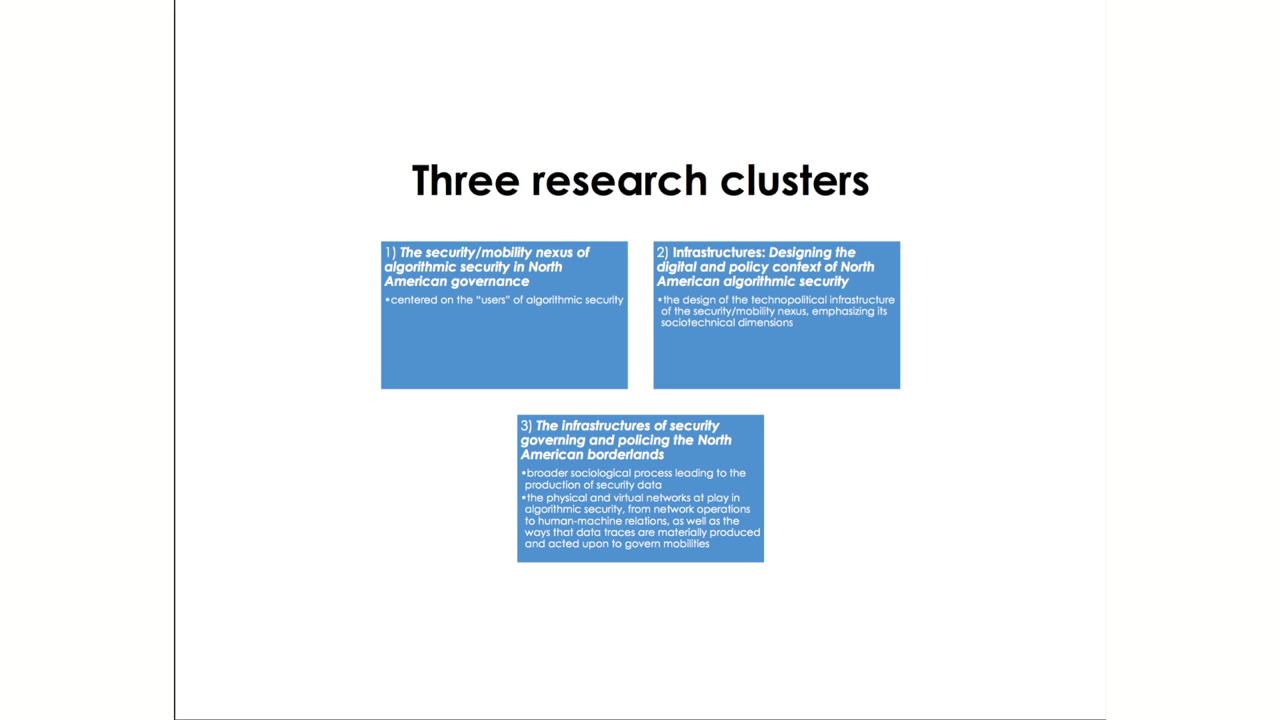 Three research clusters
1) The security/mobility nexus of
algorithmic security in North
American governance
•centered on the “users” of algorithmic security
2) Infrastructures: Designing the
digital and policy context of North
American algorithmic security
•the design of the technopolitical infrastructure
of the security/mobility nexus, emphasizing its
sociotechnical dimensions
3) The infrastructures of security
governing and policing the North
American borderlands
•broader sociological process leading to the
production of security data
•the physical and virtual networks at play in
algorithmic security, from network operations
to human-machine relations, as well as the
ways that data traces are materially produced
and acted upon to govern mobilities